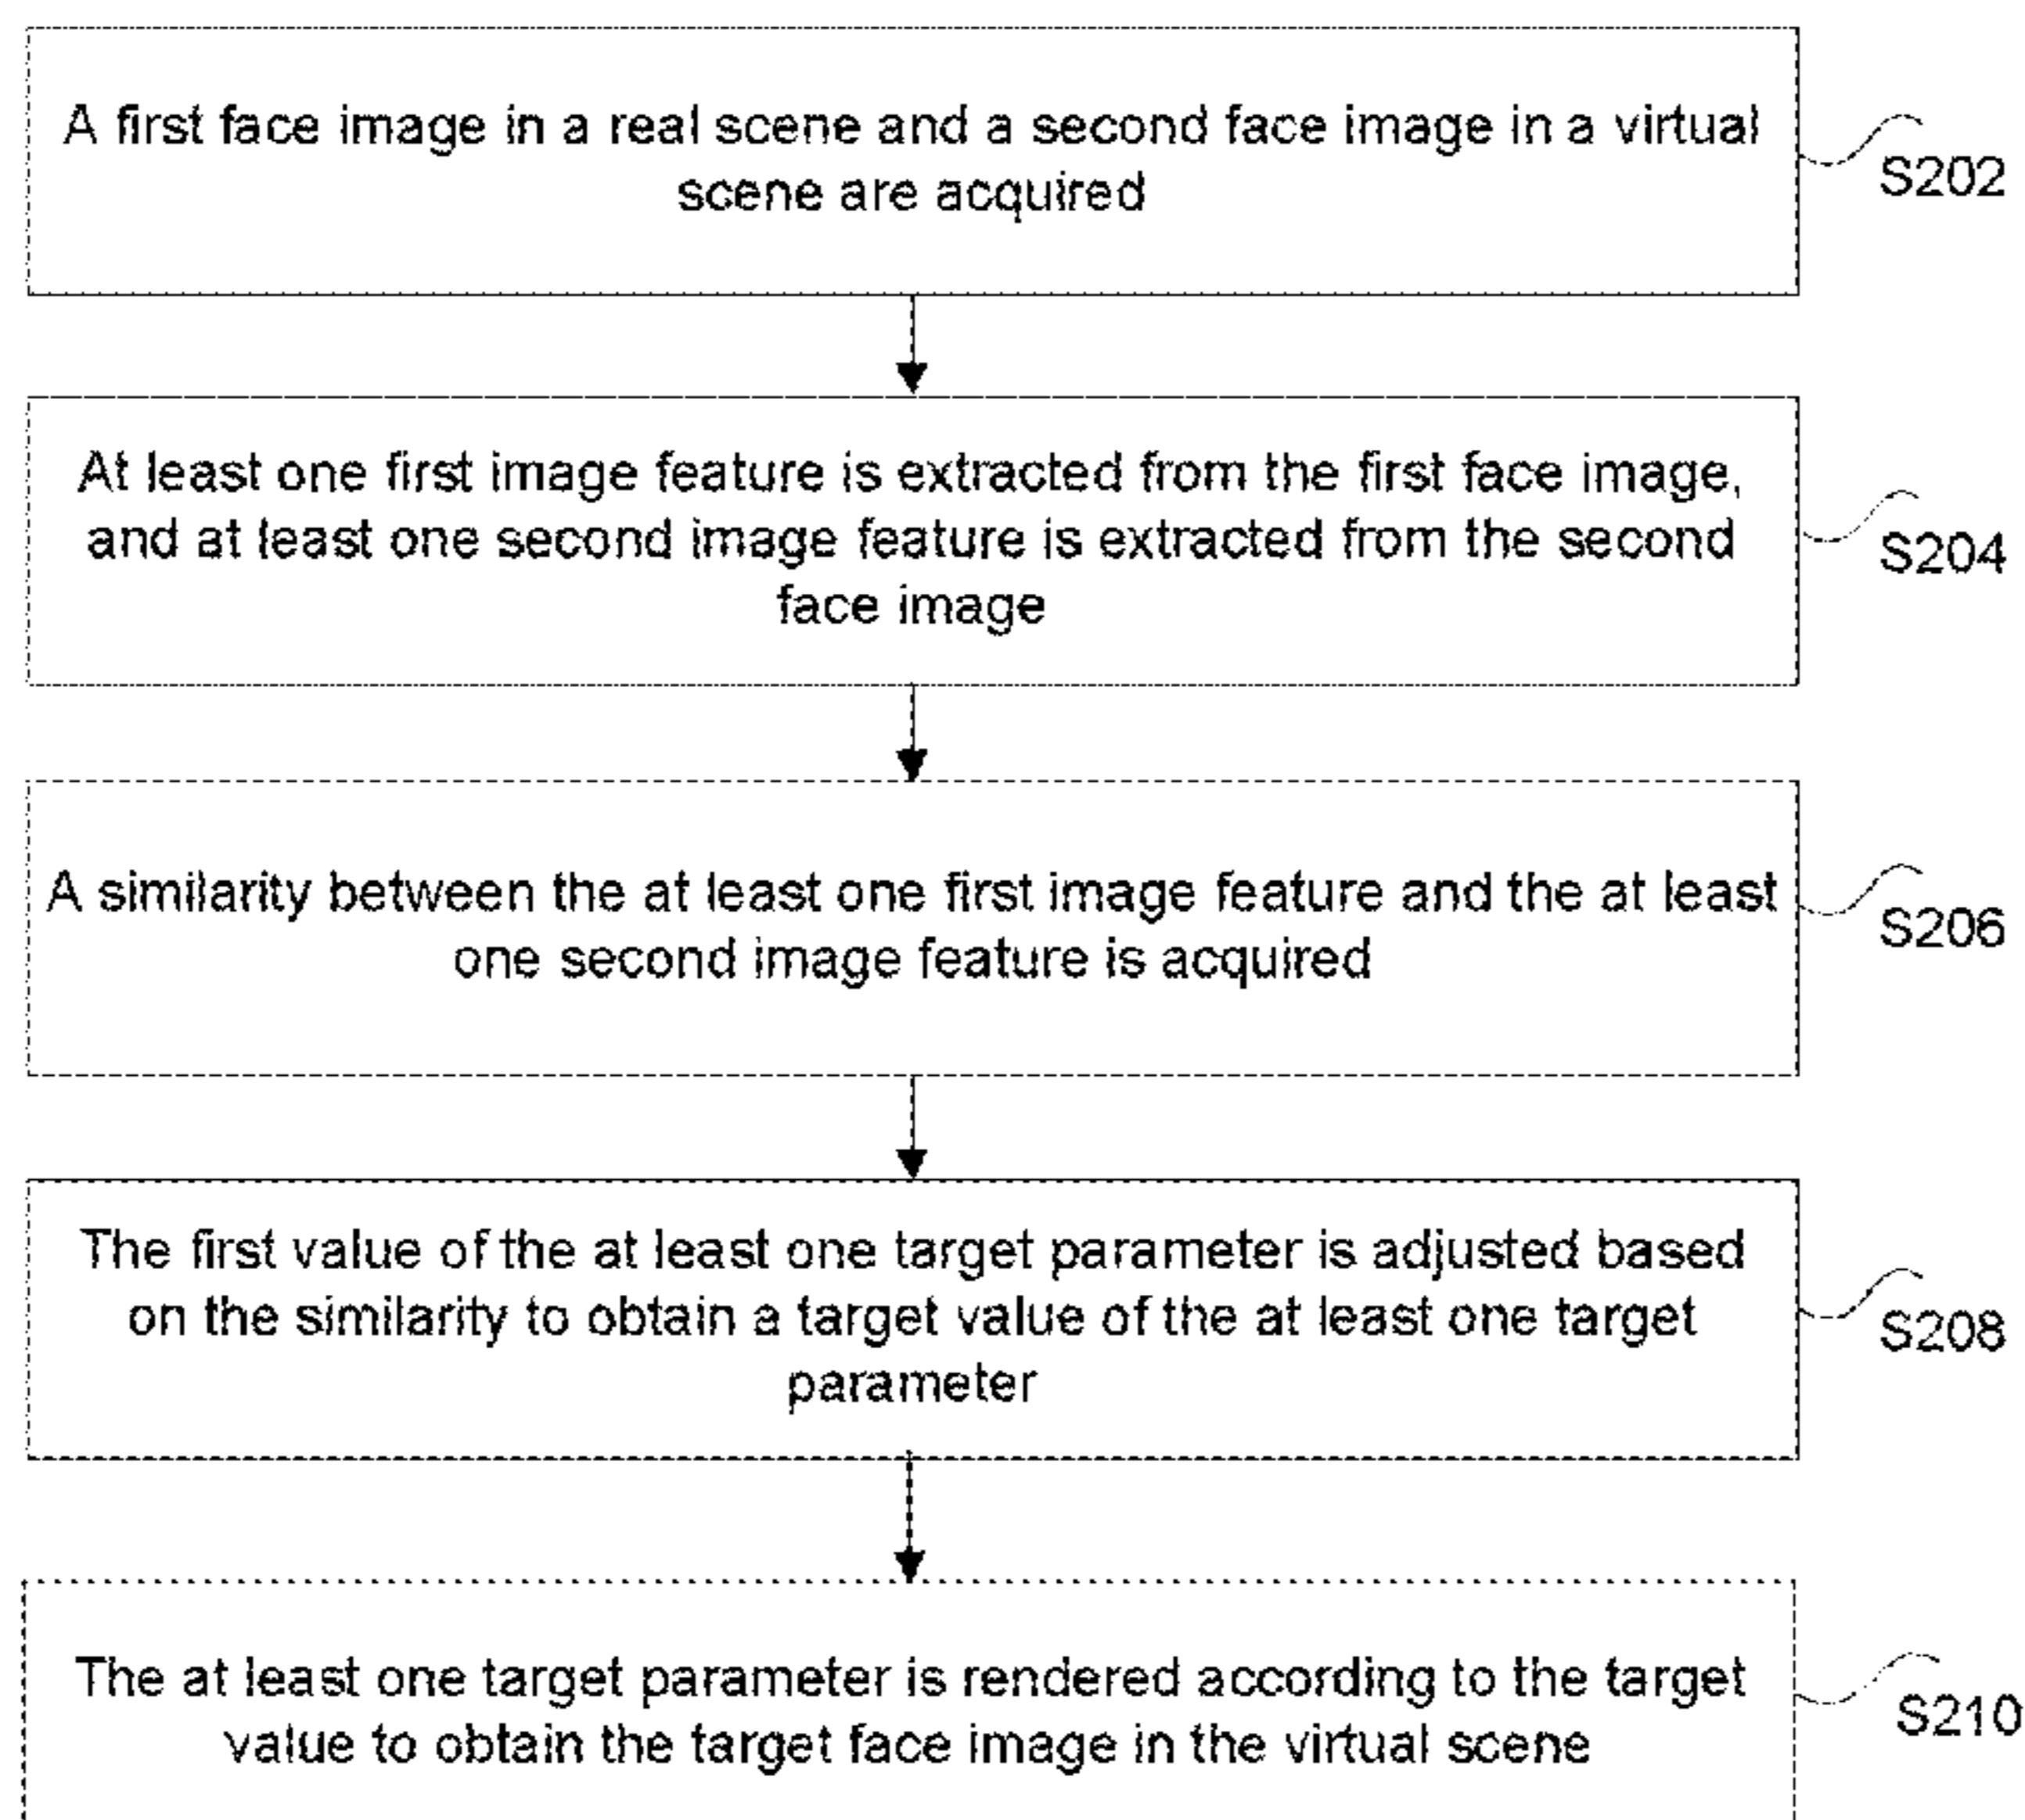 A first face image in a real scene and a second face image in a virtual
scene are acquired
S202
At least one first image feature is extracted from the first face image,
and at least one second image feature is extracted from the second
face image
S204
A similarity between the at least one first image feature and the at least
one second image feature is acquired
S206
The first value of the at least one target parameter is adjusted based
on the similarity to obtain a target value of the at least one target
parameter
S208
The at least one target parameter is rendered according to the target
value to obtain the target face image in the virtual scene
S210